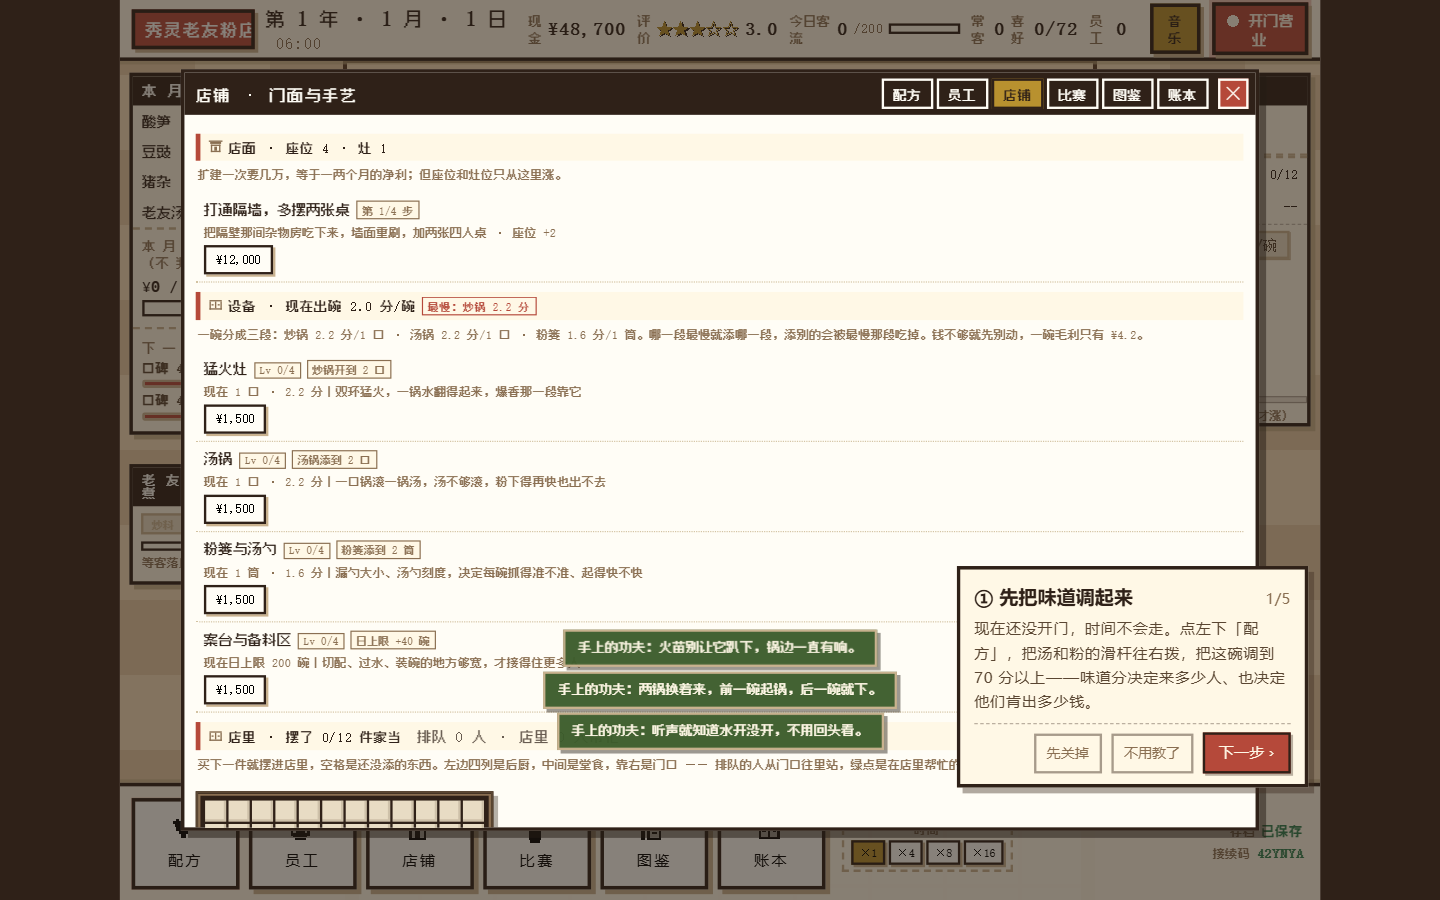 秀灵老友粉店
第 1 年 · 1 月 · 1 日
06:00
现金 ¥48,700
评价 3.0
今日客流 0 /200
常客 0
喜好 0/72
员工 0
音乐
开门营业
本 月
酸笋
豆豉
猪杂
老友汤
本 月
¥0 /
下 一
口碑 4
口碑 4
老 友
煮
炒料
等客落
0/12
--
/碗
才涨）
店铺 · 门面与手艺
配方
员工
店铺
比赛
图鉴
账本
店面 · 座位 4 · 灶 1
扩建一次要几万，等于一两个月的净利；但座位和灶位只从这里涨。
打通隔墙，多摆两张桌 第 1/4 步
把隔壁那间杂物房吃下来，墙面重刷，加两张四人桌 · 座位 +2
¥12,000
设备 · 现在出碗 2.0 分/碗 最慢：炒锅 2.2 分
一碗分成三段：炒锅 2.2 分/1 口 · 汤锅 2.2 分/1 口 · 粉篓 1.6 分/1 筒。哪一段最慢就添哪一段，添别的会被最慢那段吃掉。钱不够就先别动，一碗毛利只有 ¥4.2。
猛火灶 Lv 0/4 炒锅开到 2 口
现在 1 口 · 2.2 分丨双环猛火，一锅水翻得起来，爆香那一段靠它
¥1,500
汤锅 Lv 0/4 汤锅添到 2 口
现在 1 口 · 2.2 分丨一口锅滚一锅汤，汤不够滚，粉下得再快也出不去
¥1,500
粉篓与汤勺 Lv 0/4 粉篓添到 2 筒
现在 1 筒 · 1.6 分丨漏勺大小、汤勺刻度，决定每碗抓得准不准、起得快不快
¥1,500
案台与备料区 Lv 0/4 日上限 +40 碗
现在日上限 200 碗丨切配、过水、装碗的地方够宽，才接得住更多
¥1,500
手上的功夫：火苗别让它趴下，锅边一直有响。
手上的功夫：两锅换着来，前一碗起锅，后一碗就下。
手上的功夫：听声就知道水开没开，不用回头看。
店里 · 摆了 0/12 件家当 排队 0 人 · 店里
买下一件就摆进店里，空格是还没添的东西。左边四列是后厨，中间是堂食，靠右是门口 —— 排队的人从门口往里站，绿点是在店里帮忙的
① 先把味道调起来 1/5
现在还没开门，时间不会走。点左下「配
方」，把汤和粉的滑杆往右拨，把这碗调到
70 分以上——味道分决定来多少人、也决定
他们肯出多少钱。
先关掉
不用教了
下一步 ›
配方
员工
店铺
比赛
图鉴
账本
×1
×4
×8
×16
已保存
接续码 42YNYA